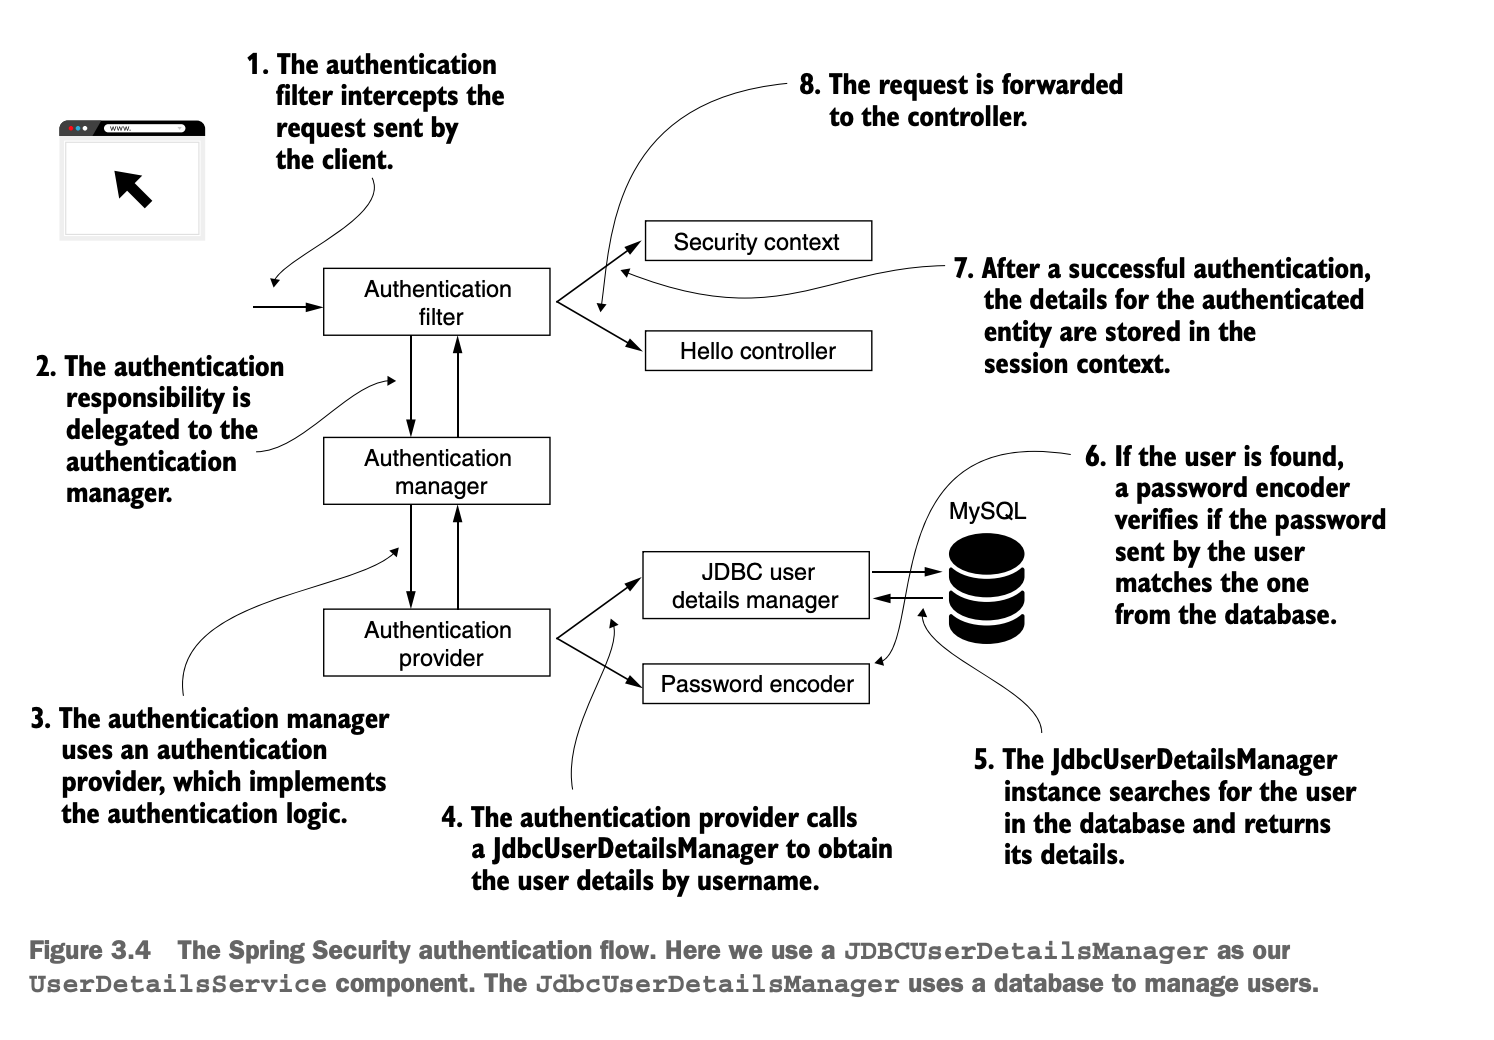 1. The authentication
filter intercepts the
request sent by
the client.
8. The request is forwarded
to the controller.
www.
Security context
7. After a successful authentication,
the details for the authenticated
entity are stored in the
session context.
Authentication
filter
Hello controller
2. The authentication
responsibility is
delegated to the
authentication
manager.
Authentication
manager
6. If the user is found,
a password encoder
verifies if the password
sent by the user
matches the one
from the database.
MySQL
JDBC user
details manager
Authentication
provider
Password encoder
3. The authentication manager
uses an authentication
provider, which implements
the authentication logic.
4. The authentication provider calls
a JdbcUserDetailsManager to obtain
the user details by username.
5. The JdbcUserDetailsManager
instance searches for the user
in the database and returns
its details.
Figure 3.4 The Spring Security authentication flow. Here we use a JDBCUserDetailsManager as our
UserDetailsService component. The JdbcUserDetailsManager uses a database to manage users.